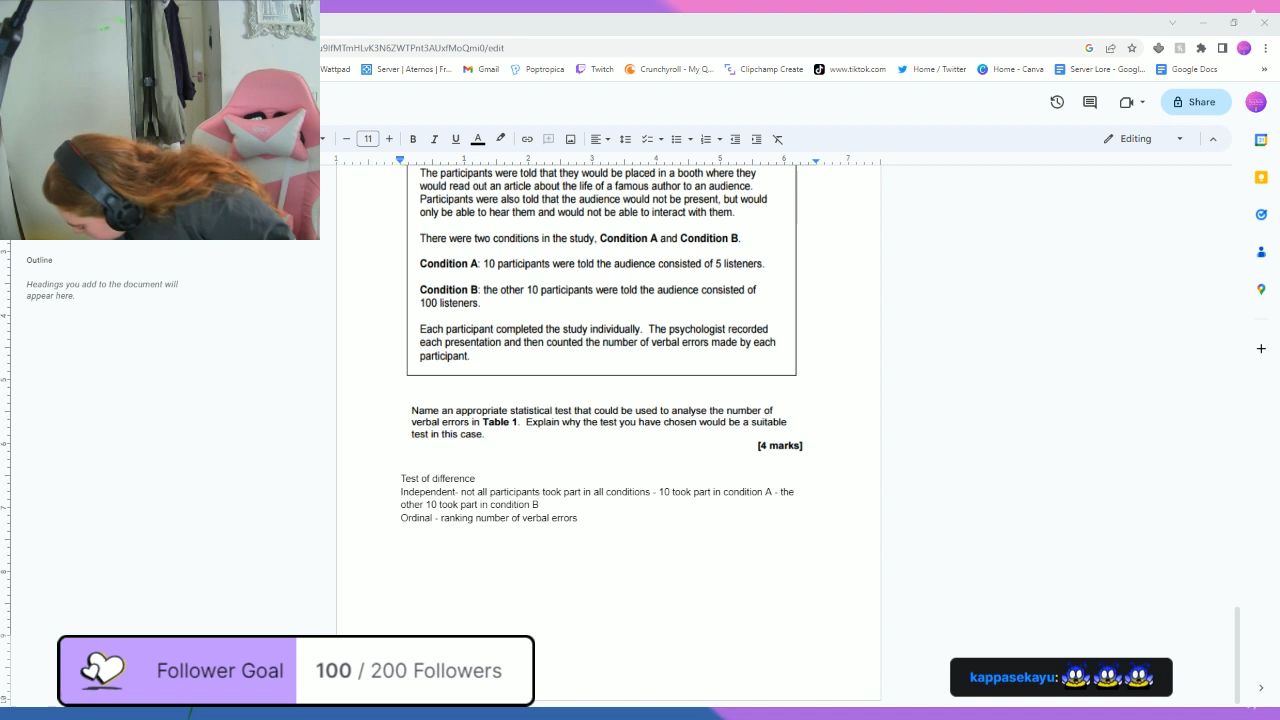 u9IfMTmHLvK3N6ZWTPnt3AUxfMoQmi0/edit
Wattpad
Server | Aternos | Fr...
Gmail
Poptropica
Twitch
Crunchyroll - My Q...
Clipchamp Create
www.tiktok.com
Home / Twitter
Home - Canva
Server Lore - Googl...
Google Docs
Share
11
Editing
1 1 2 3 4 5 6 7
The participants were told that they would be placed in a booth where they
would read out an article about the life of a famous author to an audience.
Participants were also told that the audience would not be present, but would
only be able to hear them and would not be able to interact with them.
There were two conditions in the study, Condition A and Condition B.
Condition A: 10 participants were told the audience consisted of 5 listeners.
Condition B: the other 10 participants were told the audience consisted of
100 listeners.
Each participant completed the study individually. The psychologist recorded
each presentation and then counted the number of verbal errors made by each
participant.
Outline
Headings you add to the document will
appear here.
Name an appropriate statistical test that could be used to analyse the number of
verbal errors in Table 1. Explain why the test you have chosen would be a suitable
test in this case.
[4 marks]
Test of difference
Independent- not all participants took part in all conditions - 10 took part in condition A - the
other 10 took part in condition B
Ordinal - ranking number of verbal errors
Follower Goal
100 / 200 Followers
kappasekayu: